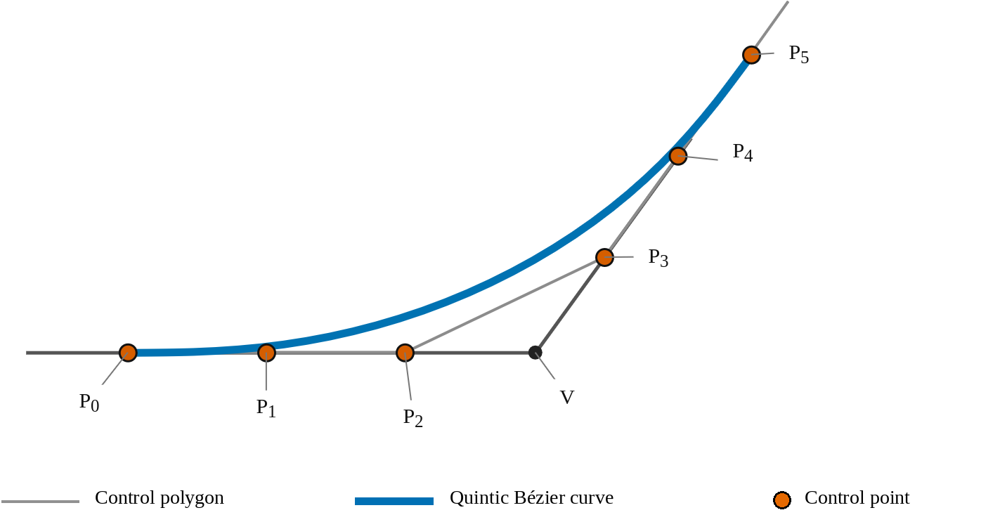 P5
P4
P3
V
P0
P1
P2
Control polygon
Quintic Bézier curve
Control point